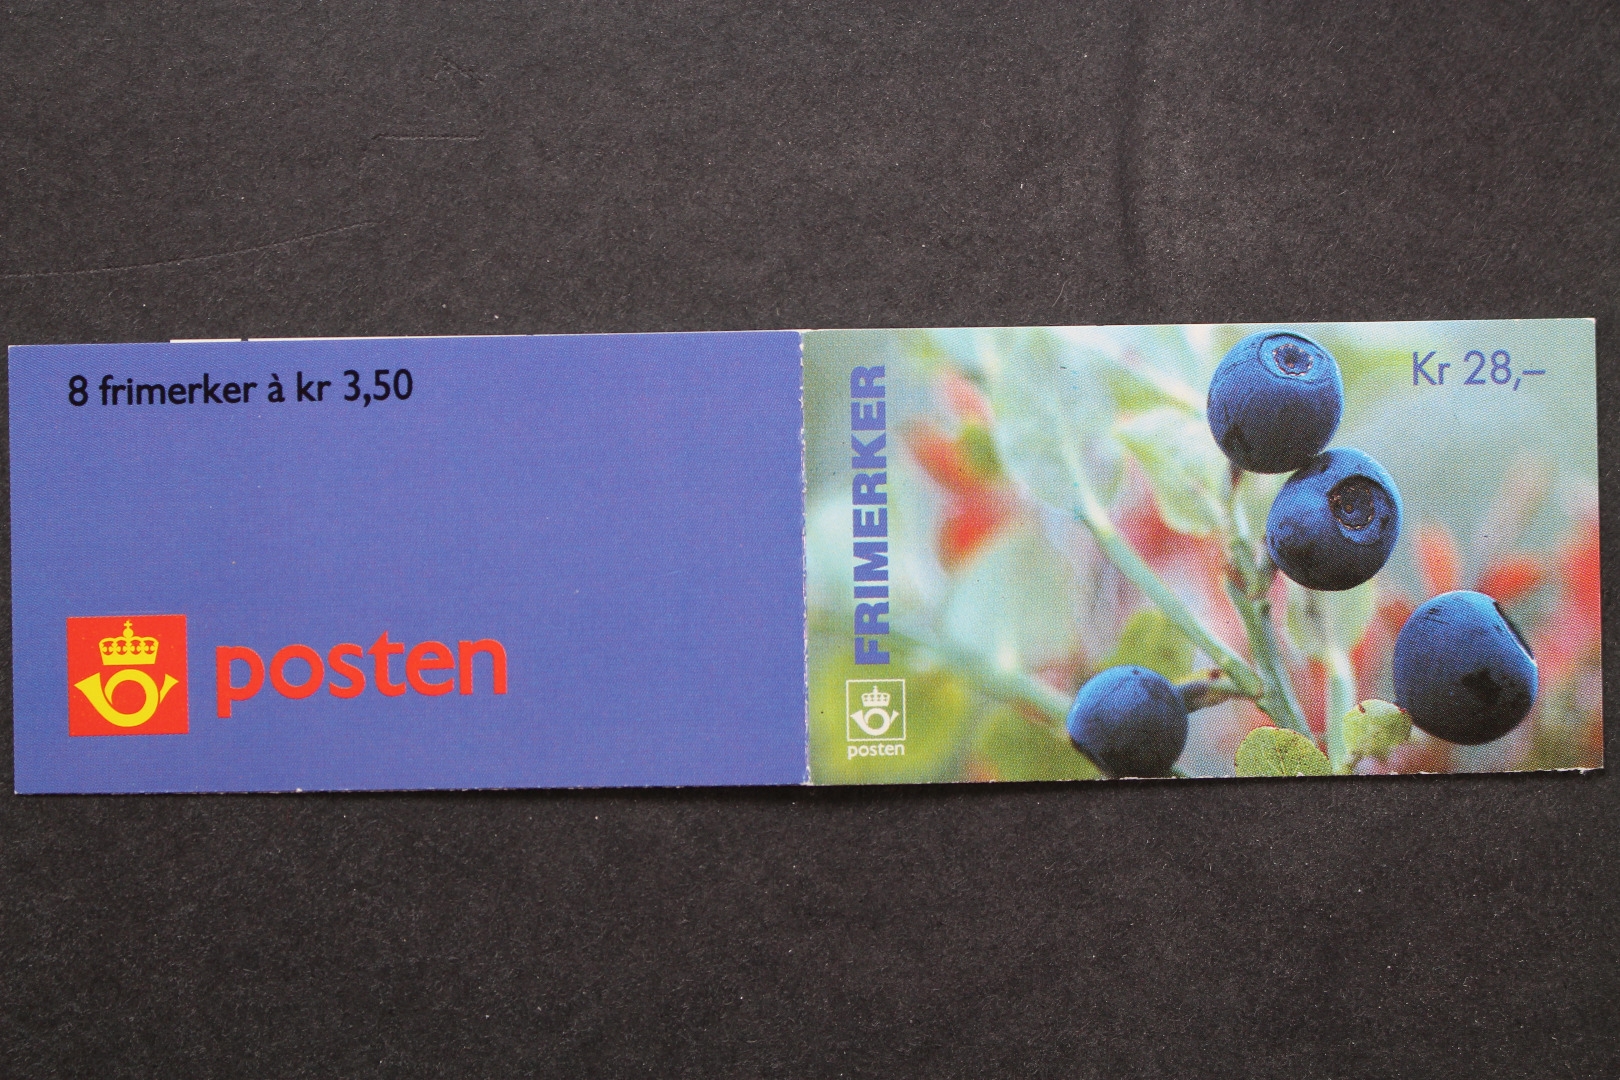 8 frimerker à kr 3,50
posten
FRIMERKER
Kr 28,–
posten